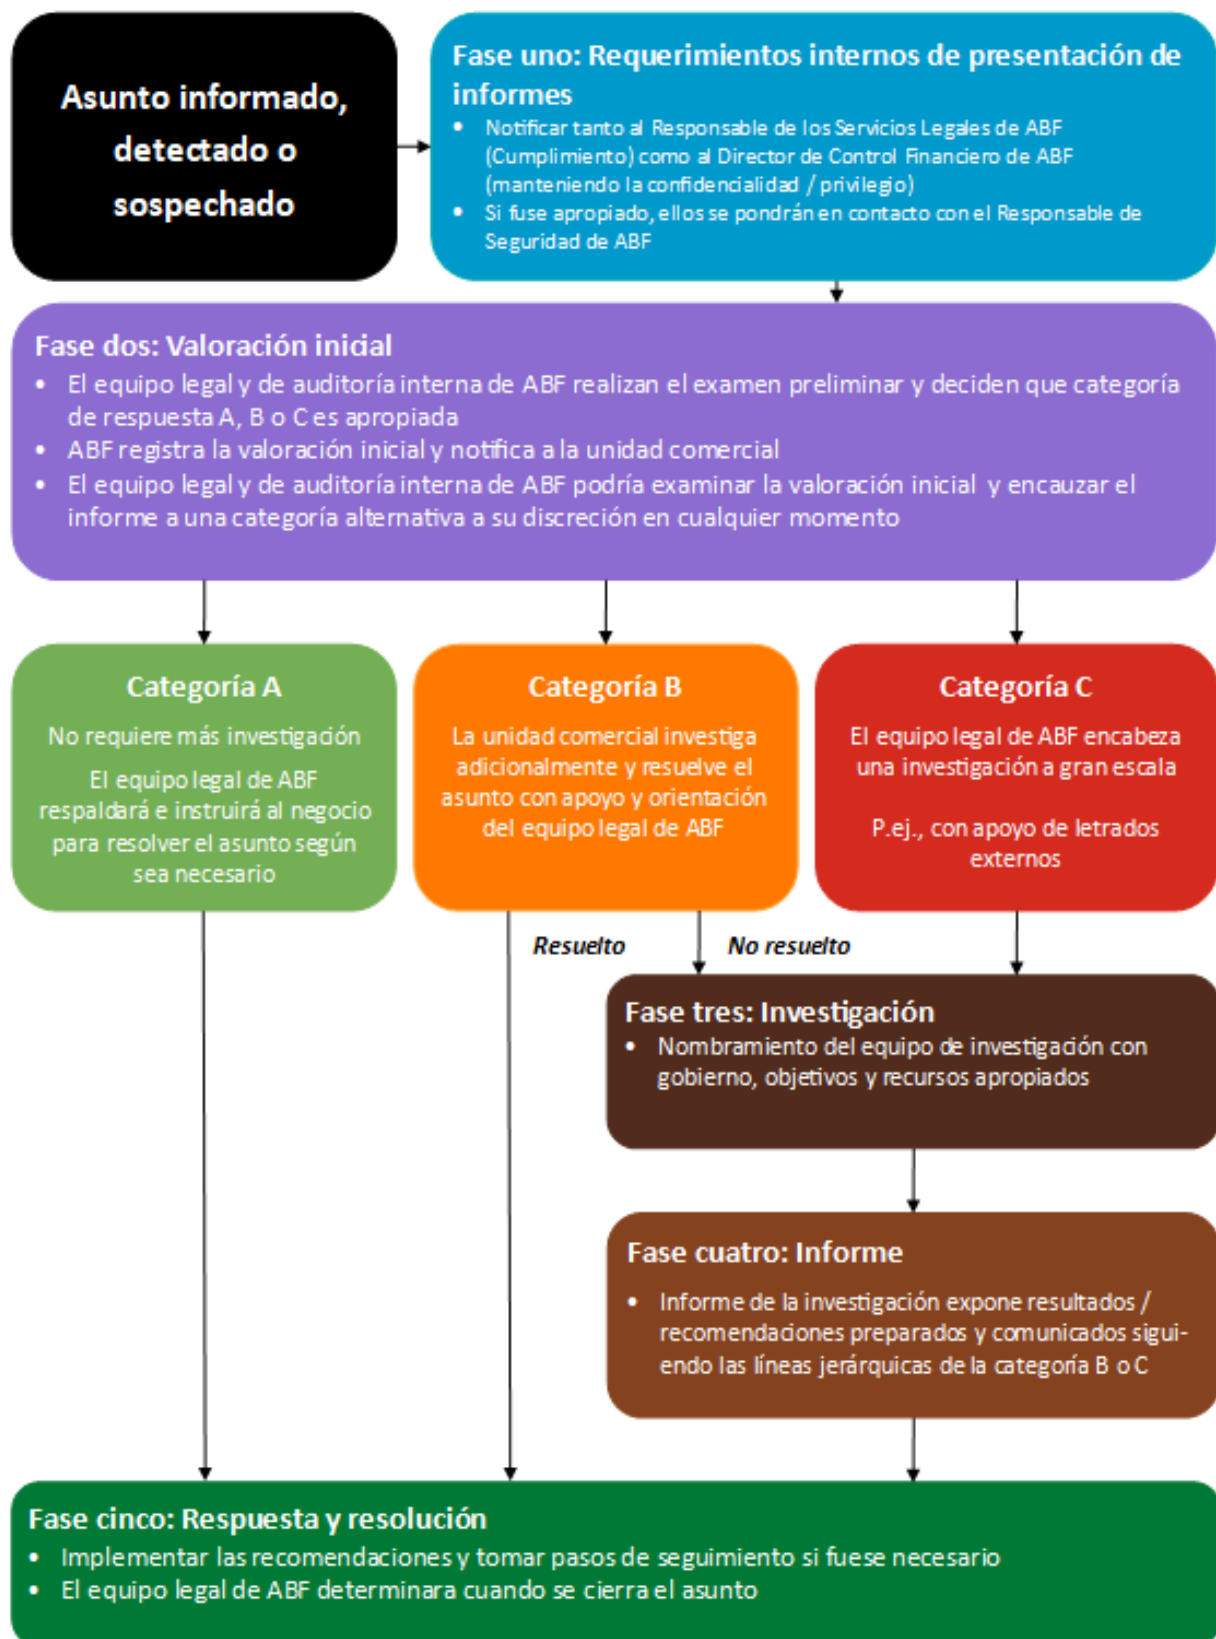 Asunto informado,
detectado o
sospechado
Fase uno: Requerimientos internos de presentación de
informes
• Notificar tanto al Responsable de los Servicios Legales de ABF
(Cumplimiento) como al Director de Control Financiero de ABF
(manteniendo la confidencialidad / privilegio)
• Si fuse apropiado, ellos se pondrán en contacto con el Responsable de
Seguridad de ABF
Fase dos: Valoración inicial
• El equipo legal y de auditoría interna de ABF realizan el examen preliminar y deciden que categoría
de respuesta A, B o C es apropiada
• ABF registra la valoración inicial y notifica a la unidad comercial
• El equipo legal y de auditoría interna de ABF podría examinar la valoración inicial y encauzar el
informe a una categoría alternativa a su discreción en cualquier momento
Categoría A
No requiere más investigación
El equipo legal de ABF
respaldará e instruirá al negocio
para resolver el asunto según
sea necesario
Categoría B
La unidad comercial investiga
adicionalmente y resuelve el
asunto con apoyo y orientación
del equipo legal de ABF
Categoría C
El equipo legal de ABF encabeza
una investigación a gran escala
P.ej., con apoyo de letrados
externos
Resuelto
No resuelto
Fase tres: Investigación
• Nombramiento del equipo de investigación con
gobierno, objetivos y recursos apropiados
Fase cuatro: Informe
• Informe de la investigación expone resultados /
recomendaciones preparados y comunicados sigui-
endo las líneas jerárquicas de la categoría B o C
Fase cinco: Respuesta y resolución
• Implementar las recomendaciones y tomar pasos de seguimiento si fuese necesario
• El equipo legal de ABF determinara cuando se cierra el asunto